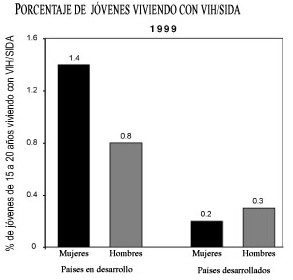 PORCENTAJE DE JÓVENES VIVIENDO CON VIH/SIDA
1999
% de jóvenes de 15 a 20 años viviendo con VIH/SIDA
1.6
1.2
0.8
0.4
0
1.4
0.8
0.2
0.3
Mujeres Hombres Mujeres Hombres
Países en desarrollo Países desarrollados